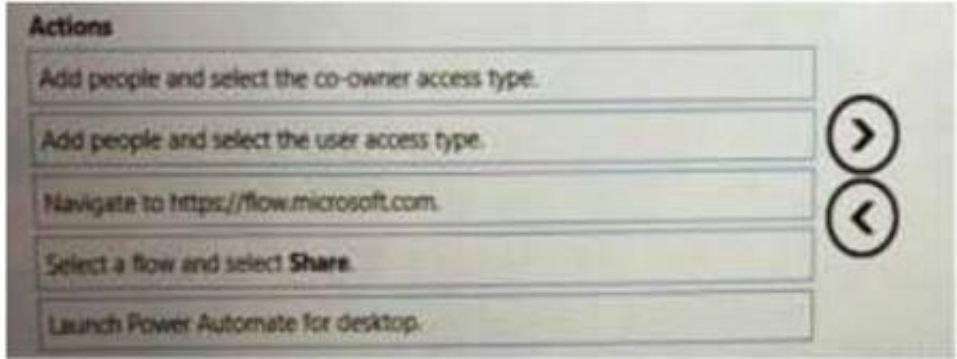 Actions
Add people and select the co-owner access type.
Add people and select the user access type.
Navigate to https://flow.microsoft.com.
Select a flow and select Share.
Launch Power Automate for desktop.